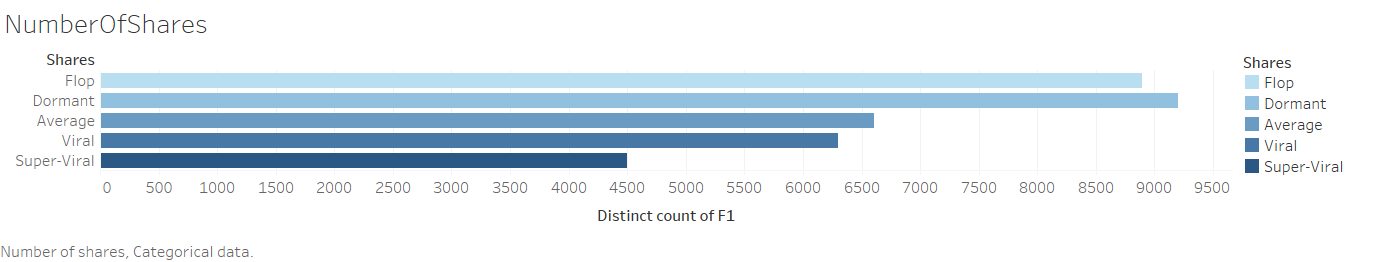 NumberOfShares
Shares
Flop
Dormant
Average
Viral
Super-Viral
0 500 1000 1500 2000 2500 3000 3500 4000 4500 5000 5500 6000 6500 7000 7500 8000 8500 9000 9500
Distinct count of F1
Shares
Flop
Dormant
Average
Viral
Super-Viral
Number of shares, Categorical data.